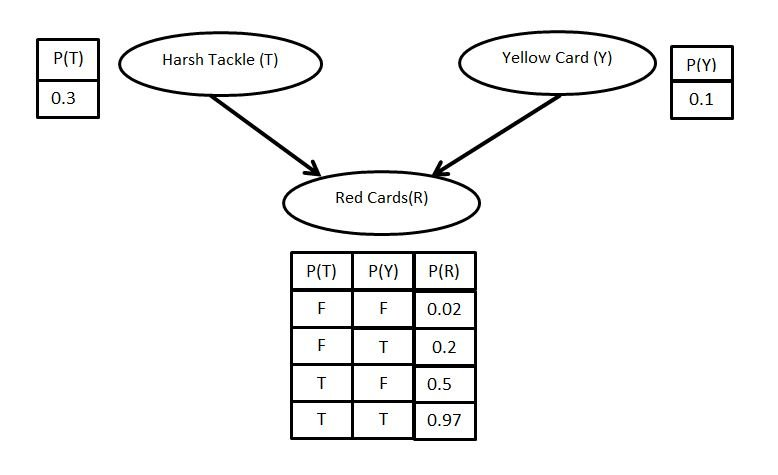 P(T)
0.3
Harsh Tackle (T)
Yellow Card (Y)
P(Y)
0.1
Red Cards(R)
P(T) P(Y) P(R)
F F 0.02
F T 0.2
T F 0.5
T T 0.97